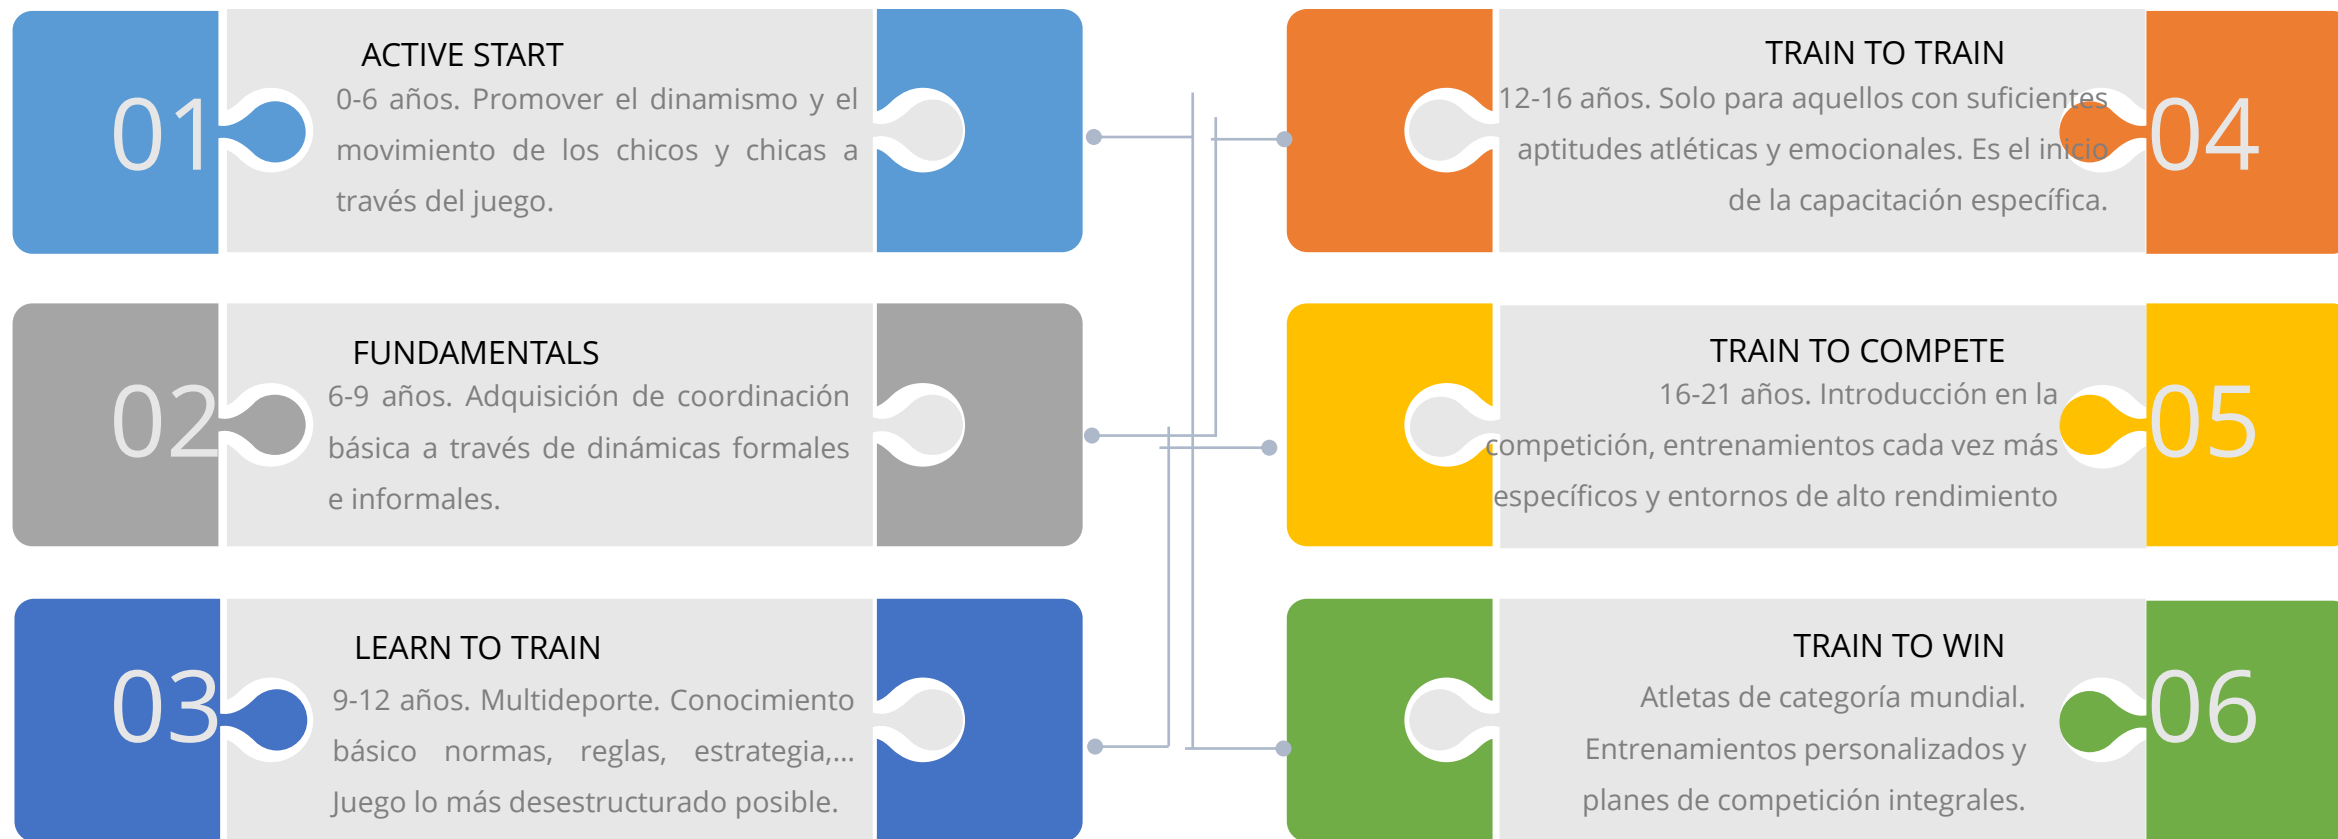 01
ACTIVE START
0-6 años. Promover el dinamismo y el
movimiento de los chicos y chicas a
través del juego.
02
FUNDAMENTALS
6-9 años. Adquisición de coordinación
básica a través de dinámicas formales
e informales.
03
LEARN TO TRAIN
9-12 años. Multideporte. Conocimiento
básico normas, reglas, estrategia,...
Juego lo más desestructurado posible.
TRAIN TO TRAIN
12-16 años. Solo para aquellos con suficientes
aptitudes atléticas y emocionales. Es el inicio
de la capacitación específica.
04
TRAIN TO COMPETE
16-21 años. Introducción en la
competición, entrenamientos cada vez más
específicos y entornos de alto rendimiento
05
TRAIN TO WIN
Atletas de categoría mundial.
Entrenamientos personalizados y
planes de competición integrales.
06